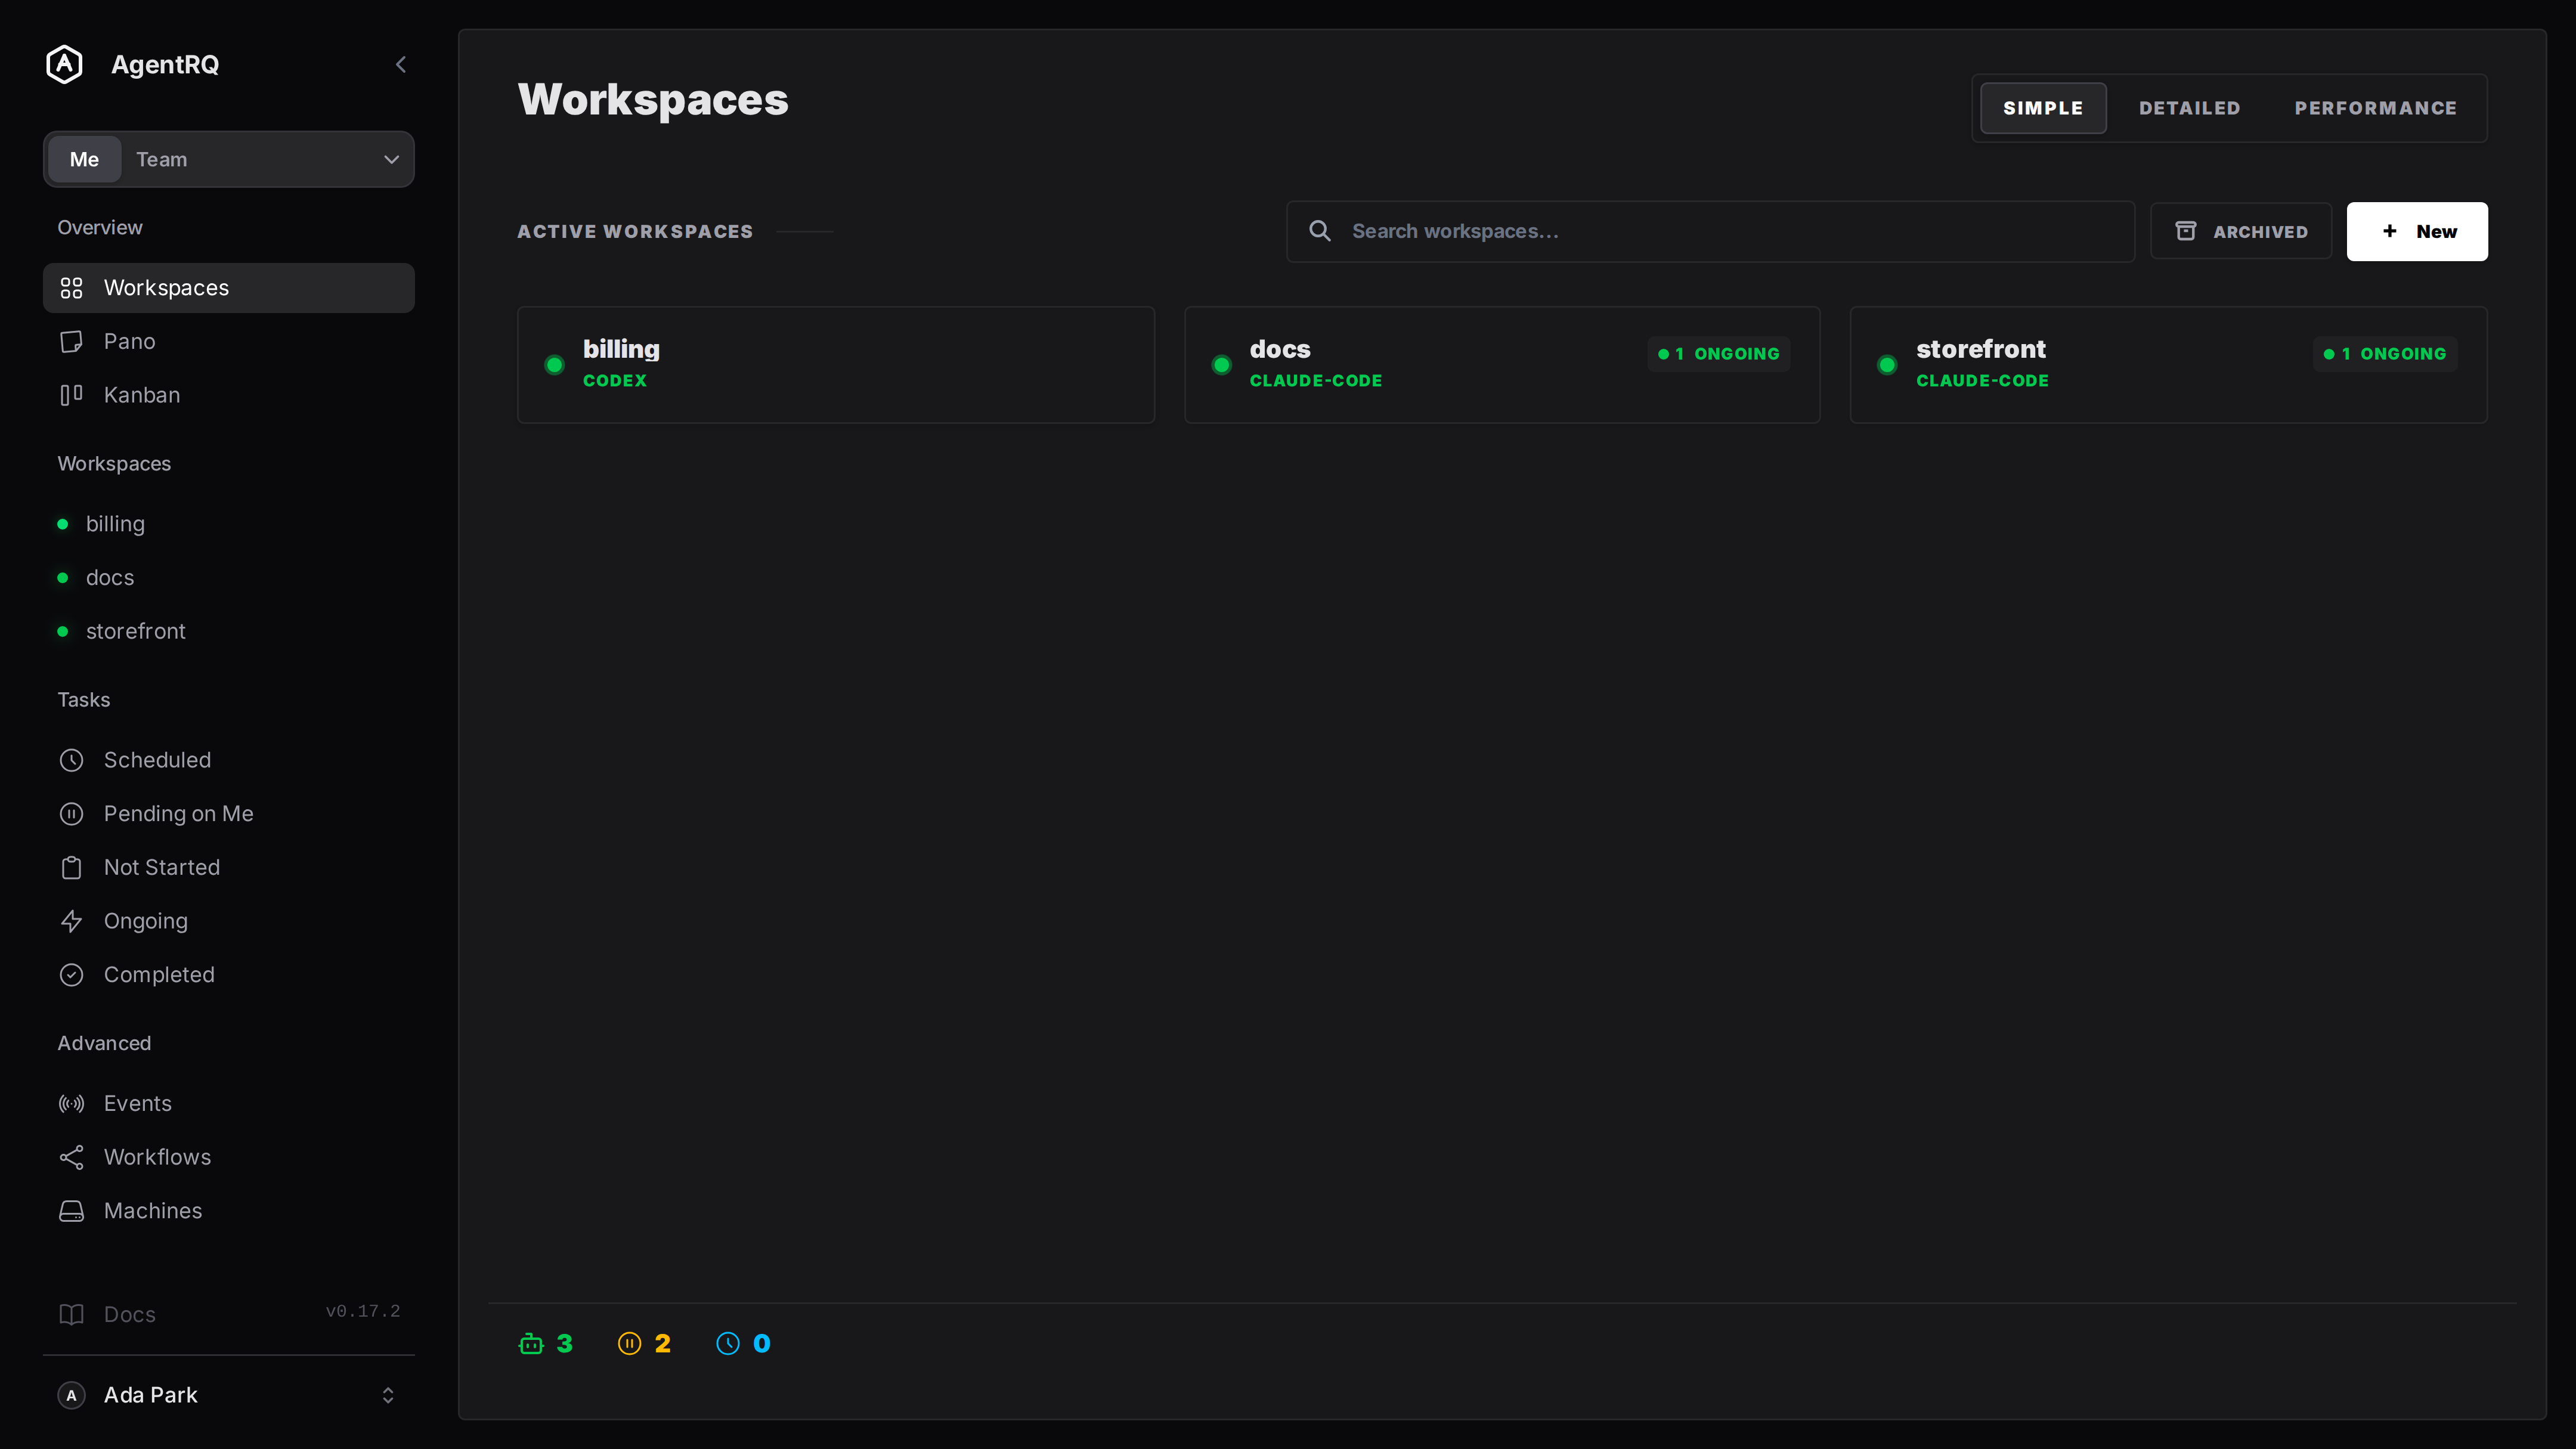 AgentRQ
Me Team
Overview
Workspaces
Pano
Kanban
Workspaces
billing
docs
storefront
Tasks
Scheduled
Pending on Me
Not Started
Ongoing
Completed
Advanced
Events
Workflows
Machines
Docs v0.17.2
A Ada Park
Workspaces
SIMPLE DETAILED PERFORMANCE
ACTIVE WORKSPACES
Search workspaces...
ARCHIVED
+ New
billing
CODEX
docs
CLAUDE-CODE
1 ONGOING
storefront
CLAUDE-CODE
1 ONGOING
3 2 0